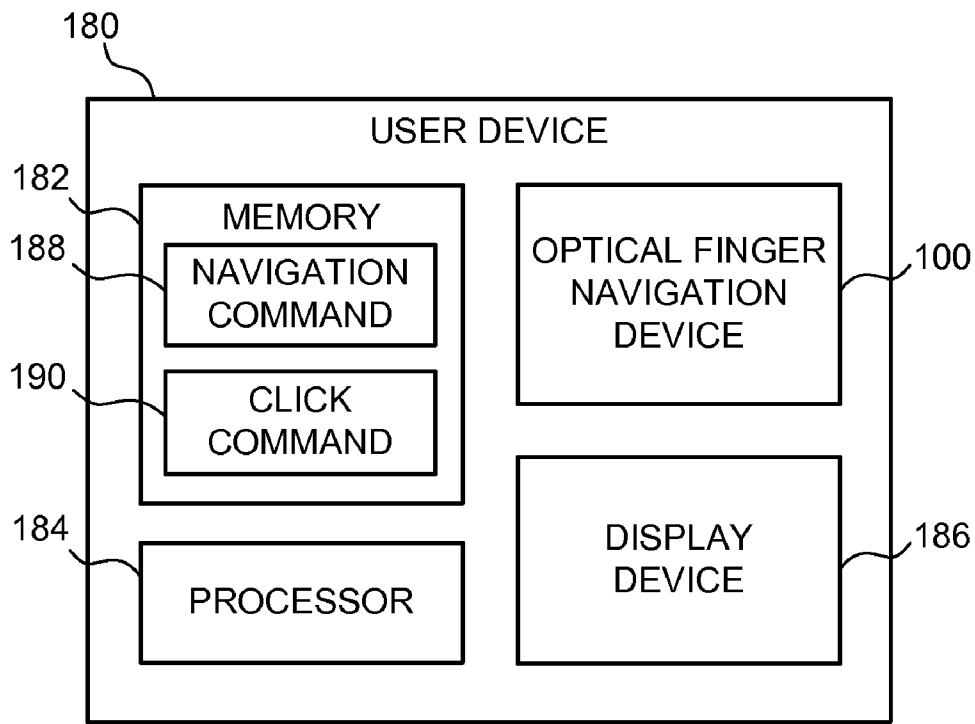 180
USER DEVICE
182
MEMORY
188
NAVIGATION
COMMAND
190
CLICK
COMMAND
184
PROCESSOR
OPTICAL FINGER
NAVIGATION
DEVICE
100
DISPLAY
DEVICE
186